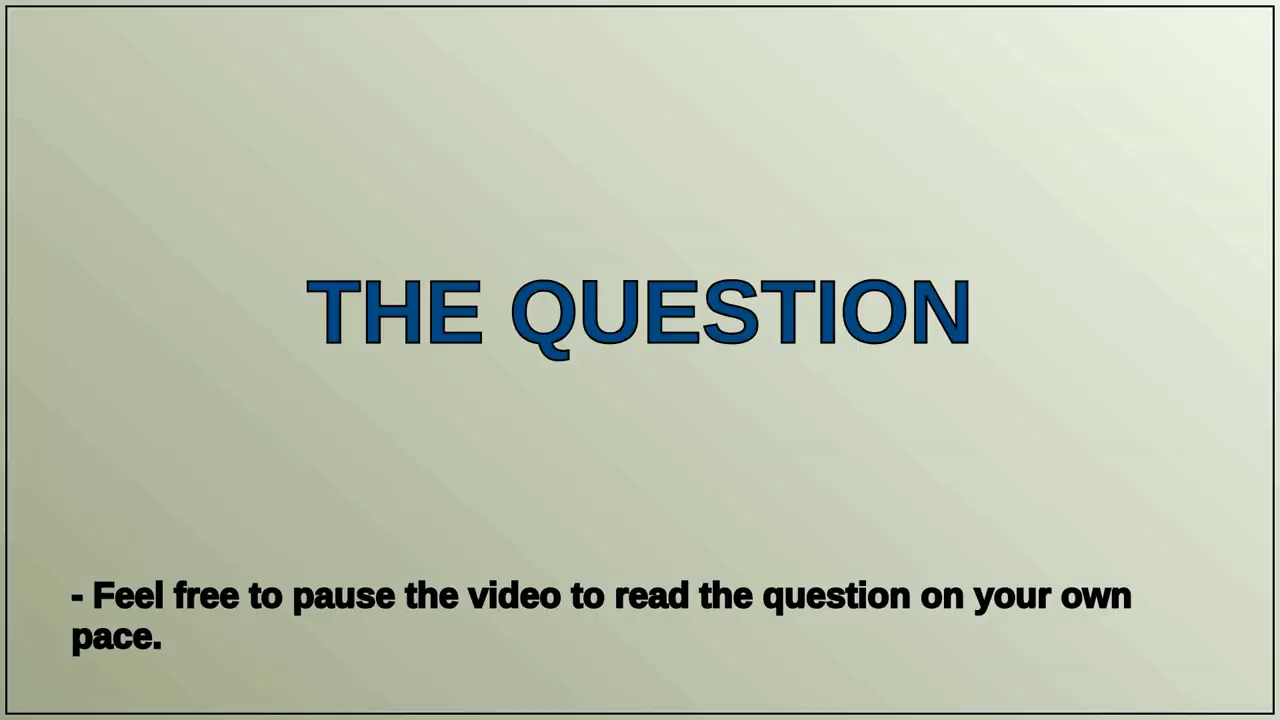 THE QUESTION
- Feel free to pause the video to read the question on your own
pace.